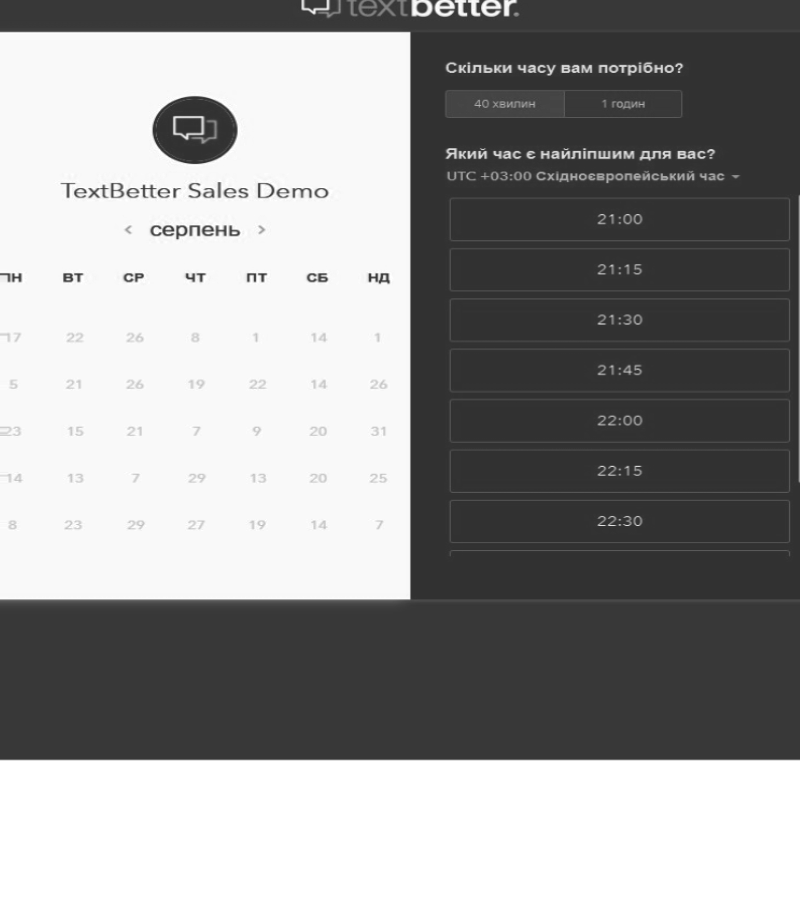 textbetter.
TextBetter Sales Demo
‹ серпень ›
ПН ВТ СР ЧТ ПТ СБ НД
17 22 26 8 1 14 1
5 21 26 19 22 14 26
23 15 21 7 9 20 31
14 13 7 29 13 20 25
8 23 29 27 19 14 7
Скільки часу вам потрібно?
40 хвилин 1 годин
Який час є найліпшим для вас?
UTC +03:00 Східноєвропейський час
21:00
21:15
21:30
21:45
22:00
22:15
22:30